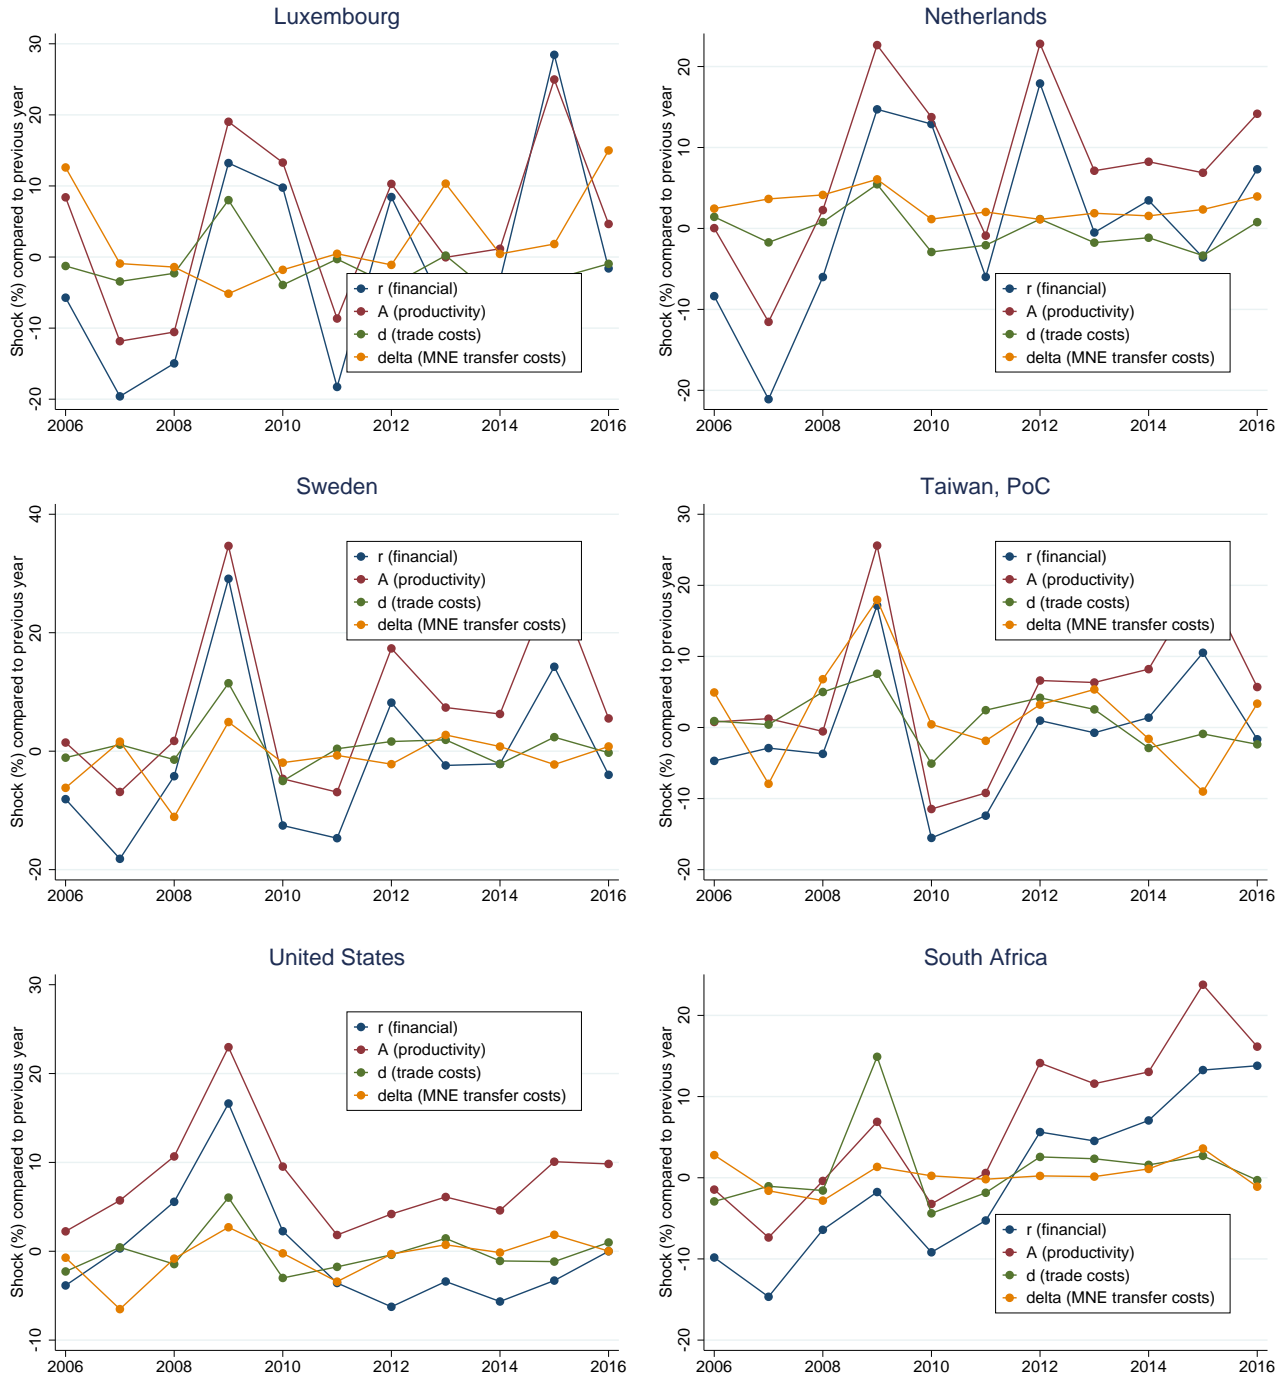 Luxembourg
Shock (%) compared to previous year
30
20
10
0
-10
-20
r (financial)
A (productivity)
d (trade costs)
delta (MNE transfer costs)
2006 2008 2010 2012 2014 2016
Netherlands
Shock (%) compared to previous year
20
10
0
-10
-20
r (financial)
A (productivity)
d (trade costs)
delta (MNE transfer costs)
2006 2008 2010 2012 2014 2016
Sweden
Shock (%) compared to previous year
40
20
0
-20
r (financial)
A (productivity)
d (trade costs)
delta (MNE transfer costs)
2006 2008 2010 2012 2014 2016
Taiwan, PoC
Shock (%) compared to previous year
30
20
10
0
-10
-20
r (financial)
A (productivity)
d (trade costs)
delta (MNE transfer costs)
2006 2008 2010 2012 2014 2016
United States
Shock (%) compared to previous year
30
20
10
0
-10
r (financial)
A (productivity)
d (trade costs)
delta (MNE transfer costs)
2006 2008 2010 2012 2014 2016
South Africa
Shock (%) compared to previous year
20
10
0
-10
-20
r (financial)
A (productivity)
d (trade costs)
delta (MNE transfer costs)
2006 2008 2010 2012 2014 2016